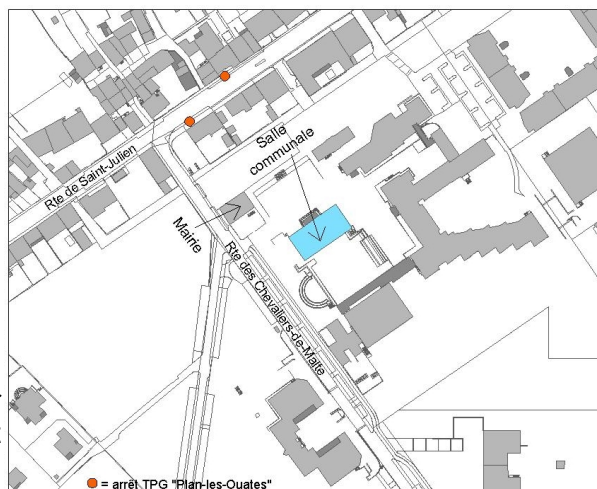 Rte de Saint-Julien
Salle
communale
Mairie
Rte des Chevaliers-de-Malte
= arrêt TPG "Plan-les-Ouates"